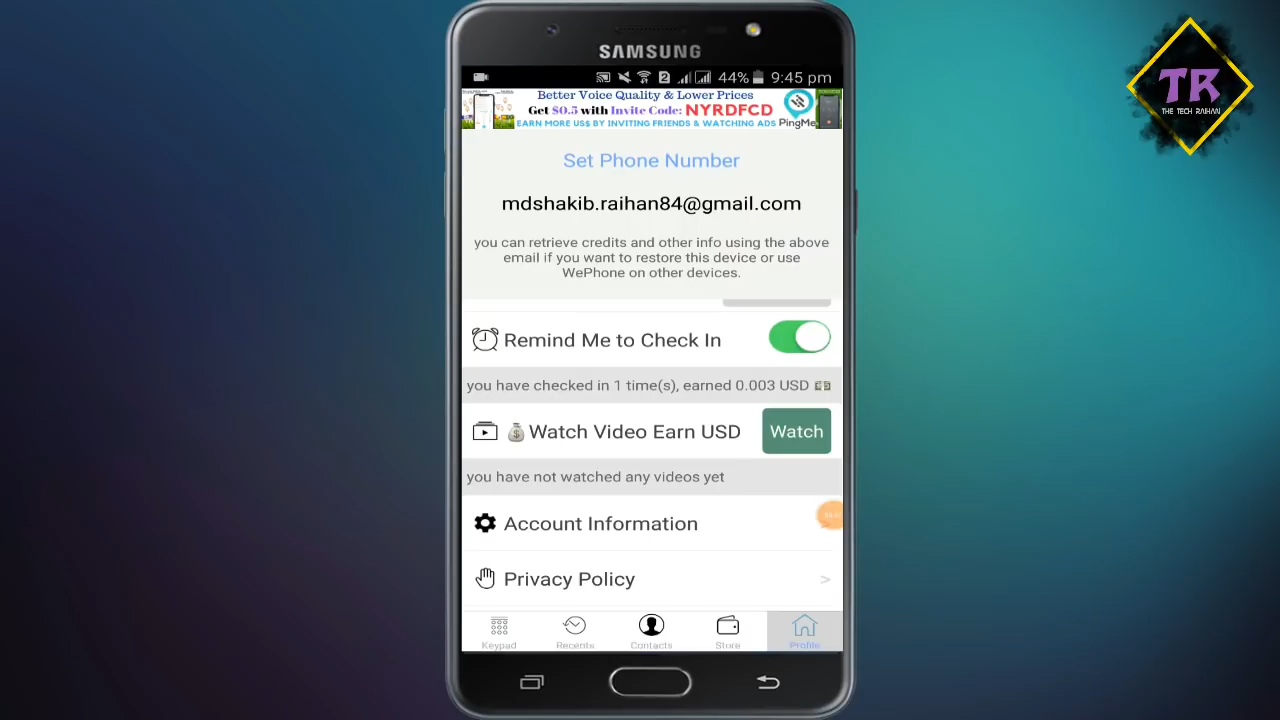 SAMSUNG
2 44% 9:45 pm
Better Voice Quality & Lower Prices
Get $0.5 with Invite Code: NYRDFCD
EARN MORE US$ BY INVITING FRIENDS & WATCHING ADS PingMe
Set Phone Number
mdshakib.raihan84@gmail.com
you can retrieve credits and other info using the above
email if you want to restore this device or use
WePhone on other devices.
Remind Me to Check In
you have checked in 1 time(s), earned 0.003 USD
Watch Video Earn USD
Watch
you have not watched any videos yet
Account Information
Privacy Policy >
Keypad Recents Contacts Store Profile
TR
THE TECH RAIHAN